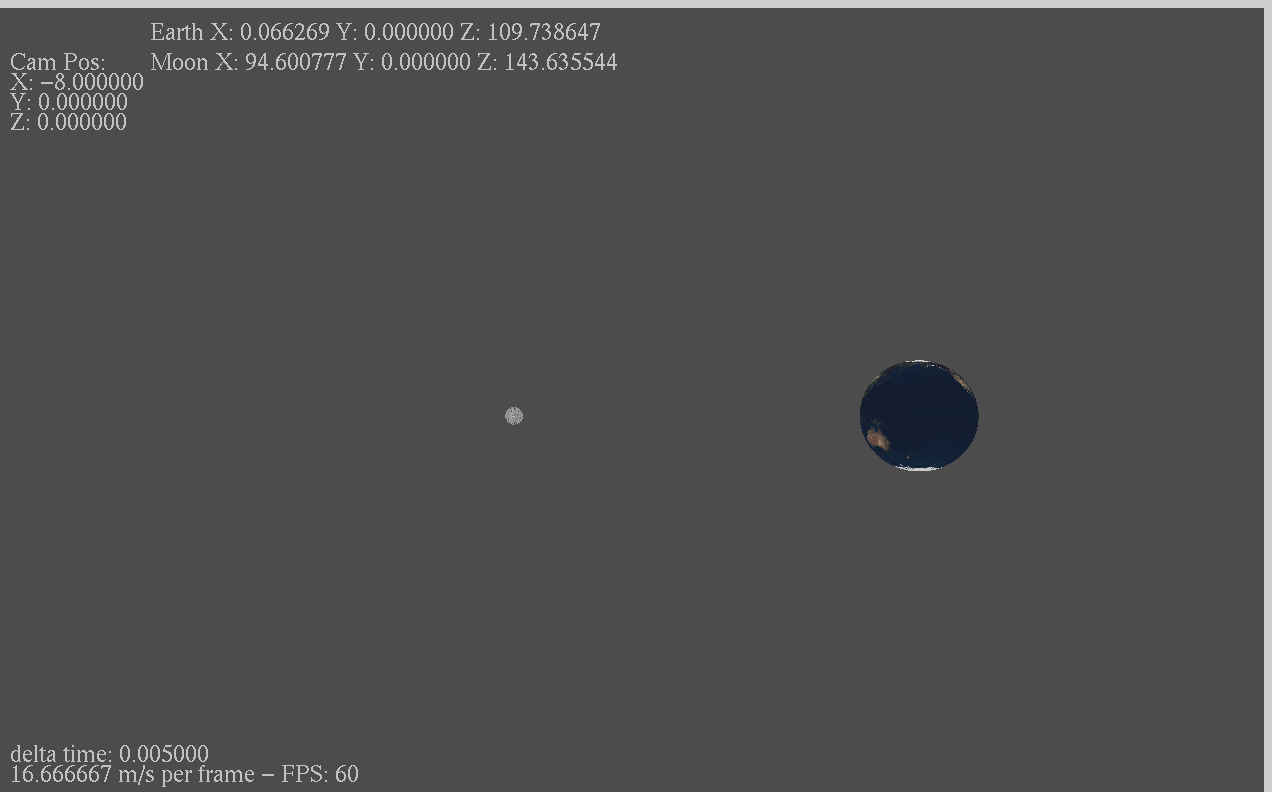 Earth X: 0.066269 Y: 0.000000 Z: 109.738647
Cam Pos:
Moon X: 94.600777 Y: 0.000000 Z: 143.635544
X: −8.000000
Y: 0.000000
Z: 0.000000
delta time: 0.005000
16.666667 m/s per frame − FPS: 60